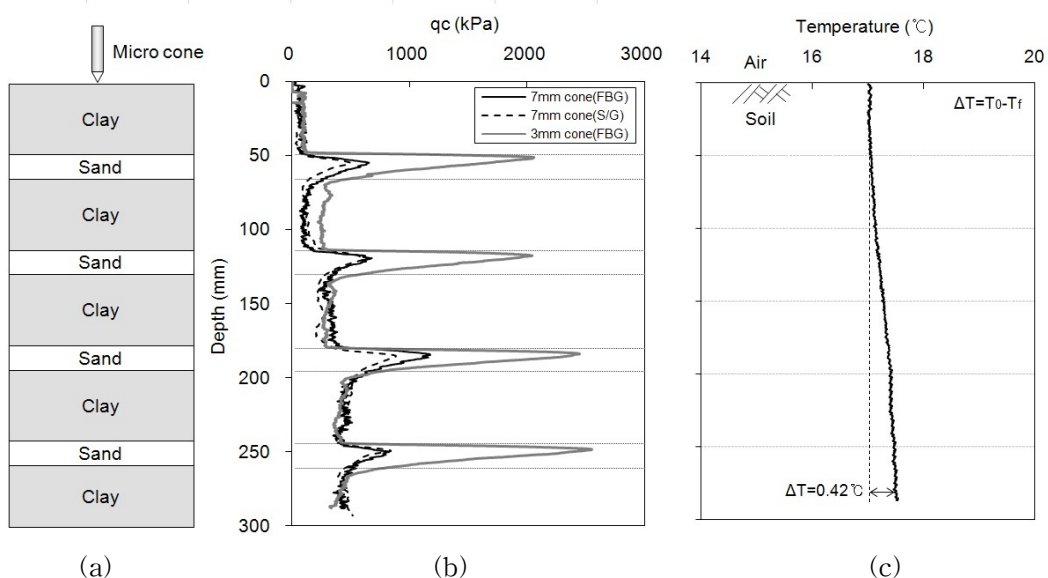 Micro cone
Clay
Sand
Clay
Sand
Clay
Sand
Clay
Sand
Clay
(a)
qc (kPa)
0 1000 2000 3000
Depth (mm)
0
50
100
150
200
250
300
7mm cone(FBG)
7mm cone(S/G)
3mm cone(FBG)
(b)
Temperature (℃)
14 16 18 20
Air
Soil
ΔT=T0-Tf
ΔT=0.42℃
(c)